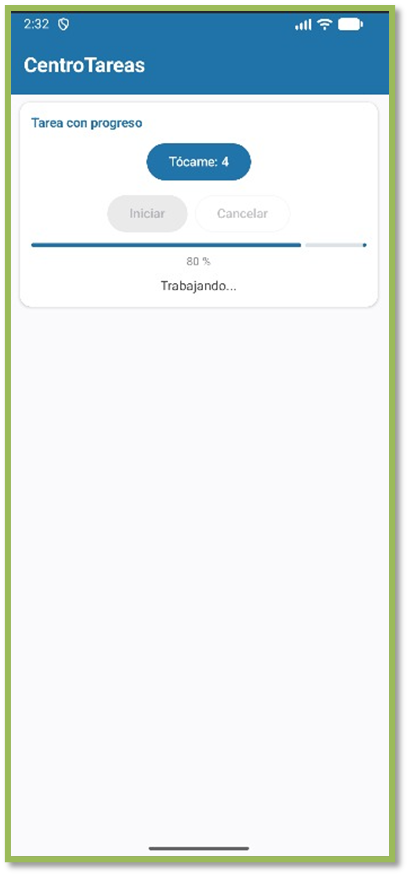 2:32
CentroTareas
Tarea con progreso
Tócame: 4
Iniciar Cancelar
80 %
Trabajando...